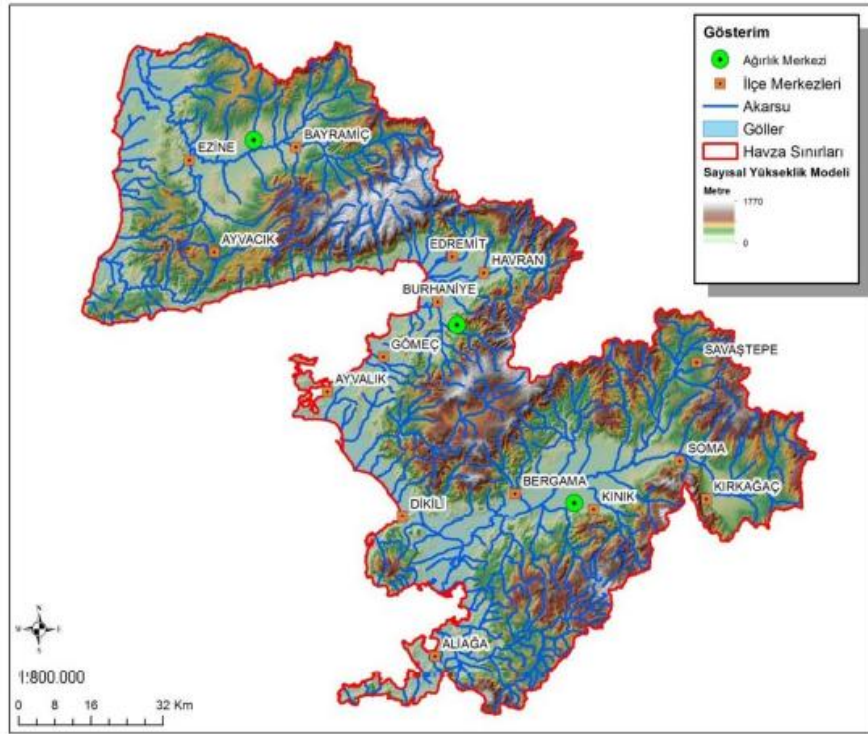 Gösterim
Ağırlık Merkezi
İlçe Merkezleri
Akarsu
Göller
Havza Sınırları
Sayısal Yükseklik Modeli
Metre
1770
0
BAYRAMİÇ
EZİNE
AYVACIK
EDREMİT
HAVRAN
BURHANİYE
GÖMEÇ
SAVAŞTEPE
AYVALIK
SOMA
BERGAMA
KIRKAĞAÇ
KINIK
DİKİLİ
ALİAĞA
N
W E
S
1:800.000
0 8 16 32 Km